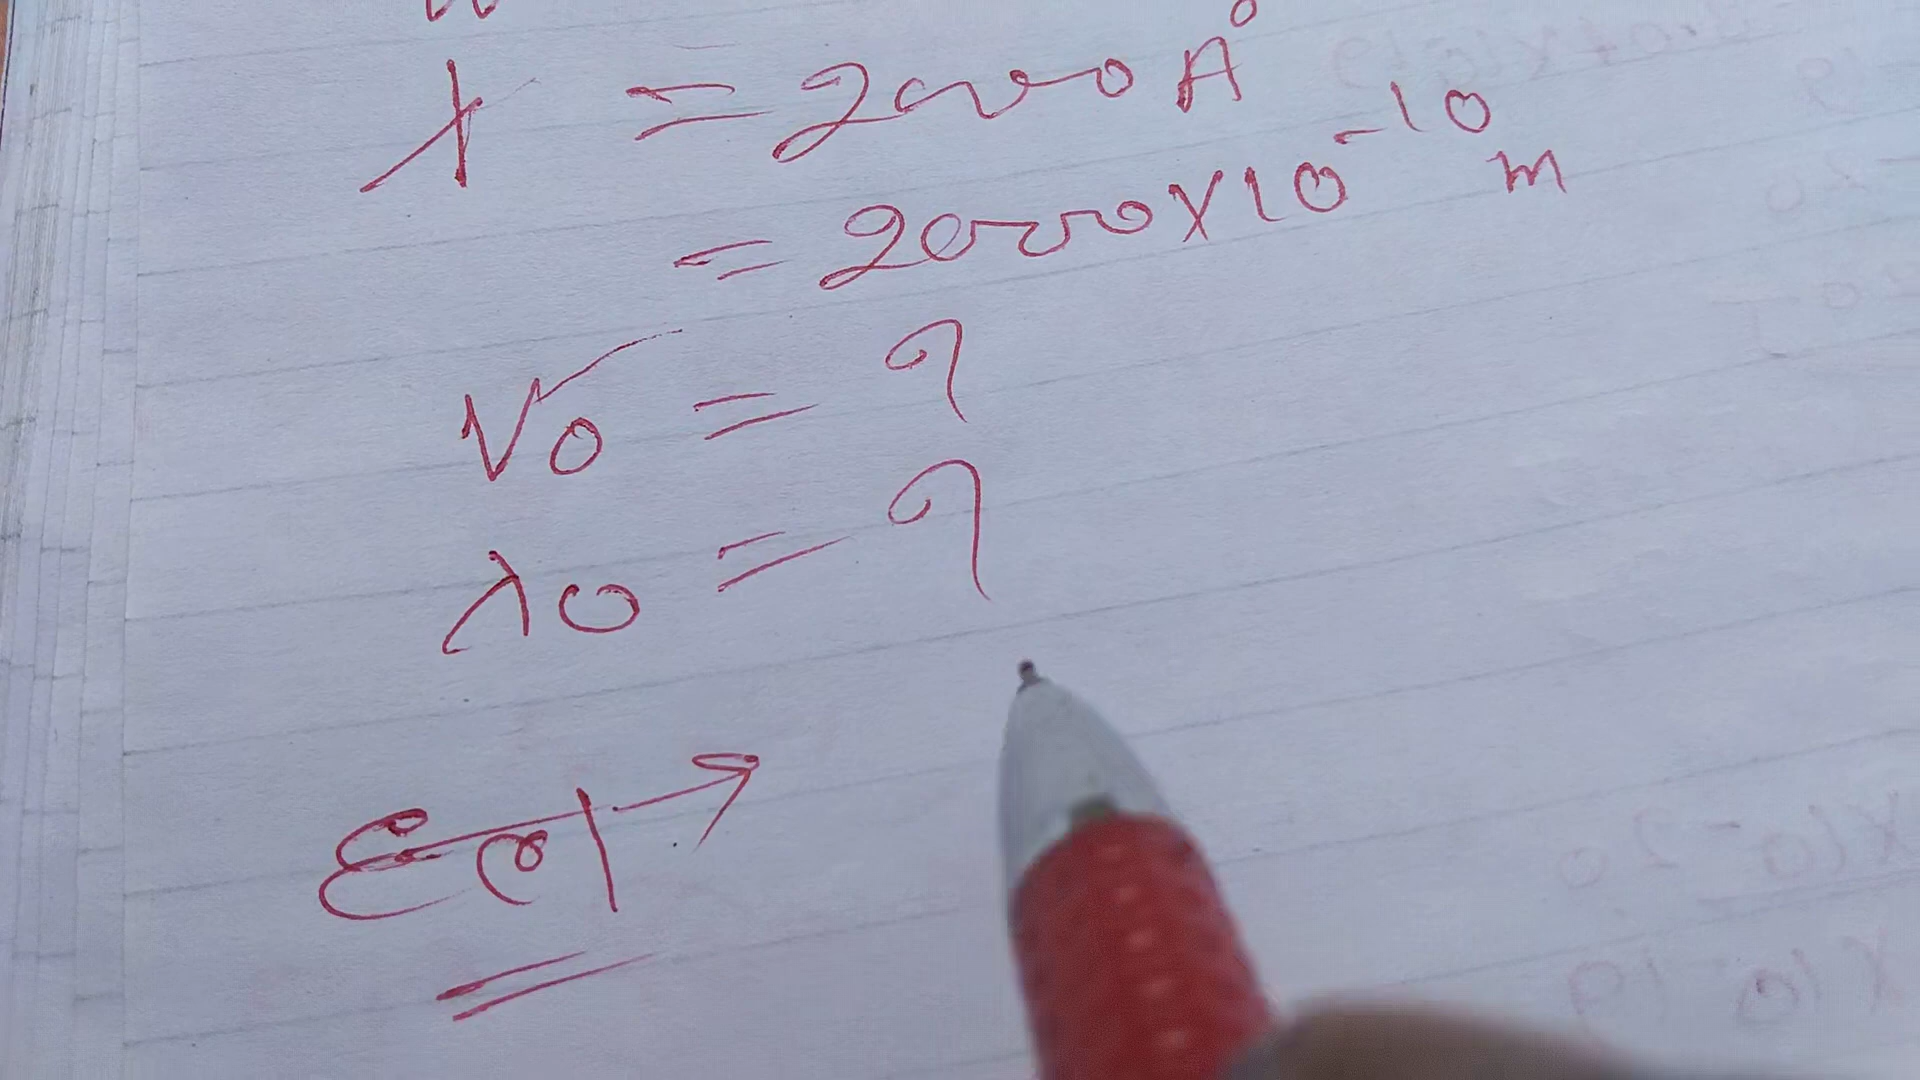 λ = 2000 A°
= 2000 X 10^-10 m
ν0 = ?
λ0 = ?
हल →